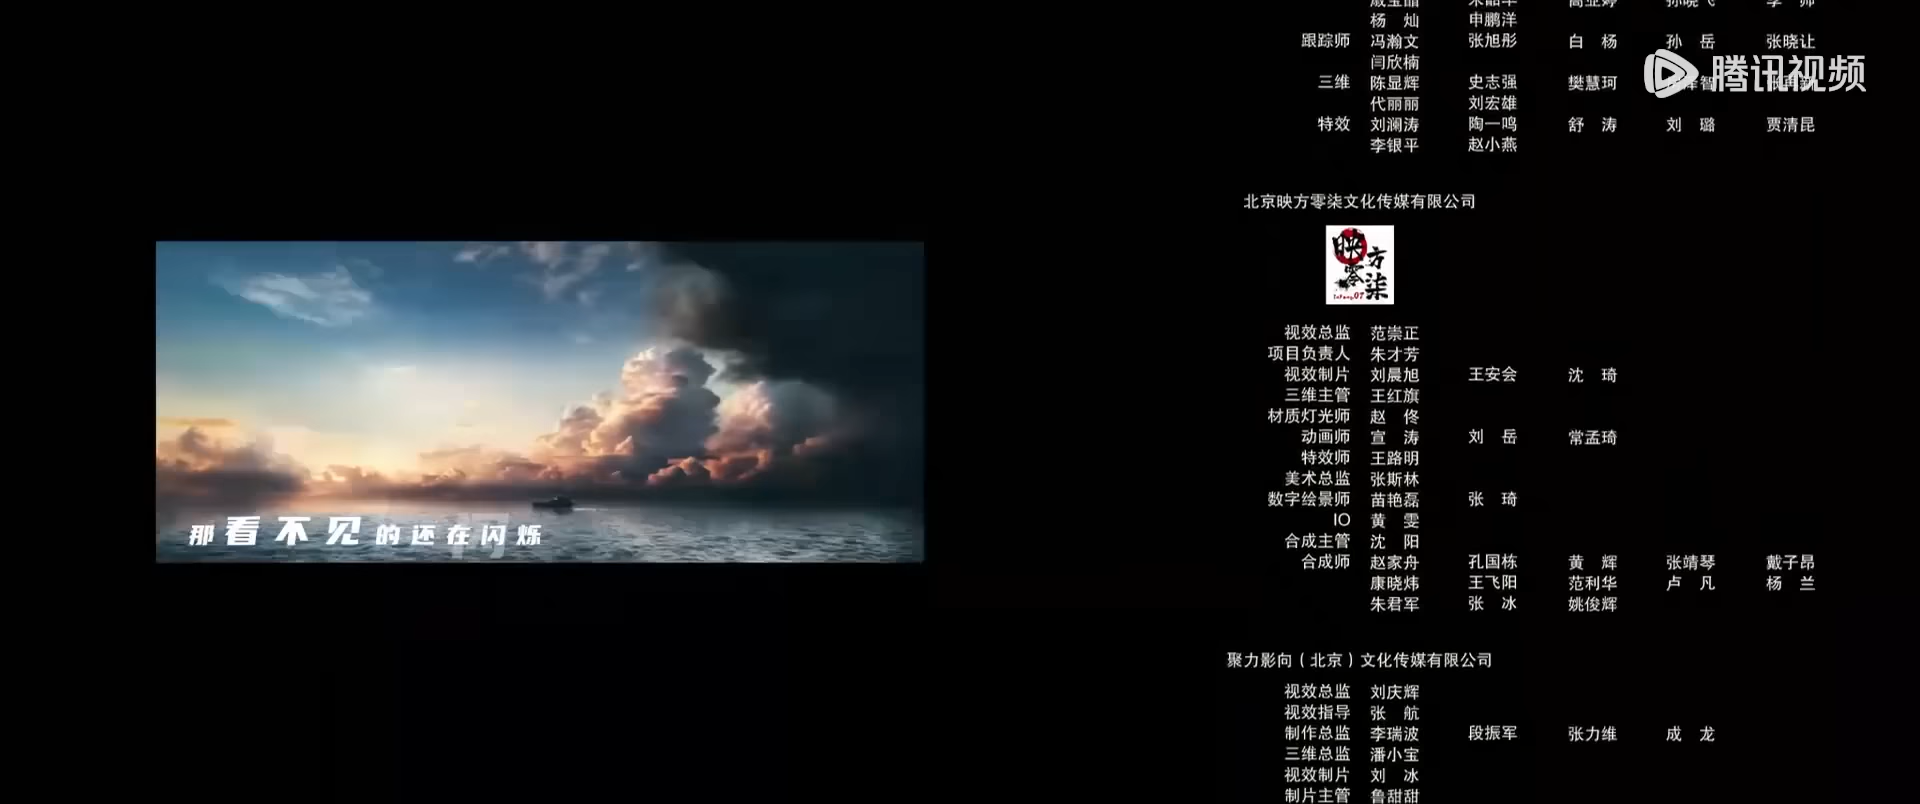 杨 灿 申鹏洋
跟踪师 冯瀚文 张旭彤 白 杨 孙 岳 张晓让
闫欣楠
三维 陈显辉 史志强 樊慧珂
代丽丽 刘宏雄
特效 刘澜涛 陶一鸣 舒 涛 刘 璐 贾清昆
李银平 赵小燕
腾讯视频
北京映方零柒文化传媒有限公司
映方零柒
视效总监 范崇正
项目负责人 朱才芳
视效制片 刘晨旭 王安会 沈 琦
三维主管 王红旗
材质灯光师 赵 佟
动画师 宣 涛 刘 岳 常孟琦
特效师 王路明
美术总监 张斯林
数字绘景师 苗艳磊 张 琦
IO 黄 雯
合成主管 沈 阳
合成师 赵家舟 孔国栋 黄 辉 张靖琴 戴子昂
康晓炜 王飞阳 范利华 卢 凡 杨 兰
朱君军 张 冰 姚俊辉
聚力影向（北京）文化传媒有限公司
视效总监 刘庆辉
视效指导 张 航
制作总监 李瑞波 段振军 张力维 成 龙
三维总监 潘小宝
视效制片 刘 冰
制片主管 鲁甜甜
那看不见的还在闪烁